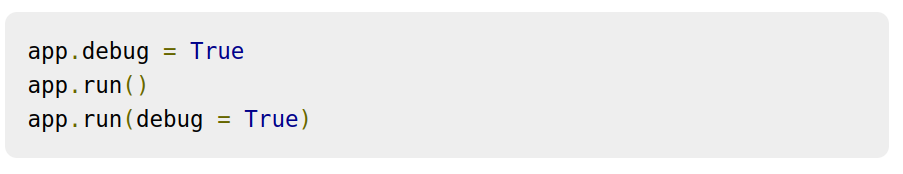 app.debug = True
app.run()
app.run(debug = True)